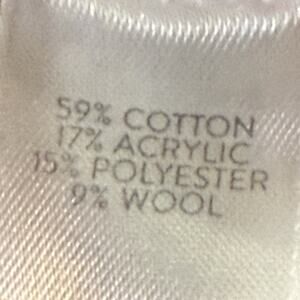 59% COTTON
17% ACRYLIC
15% POLYESTER
9% WOOL